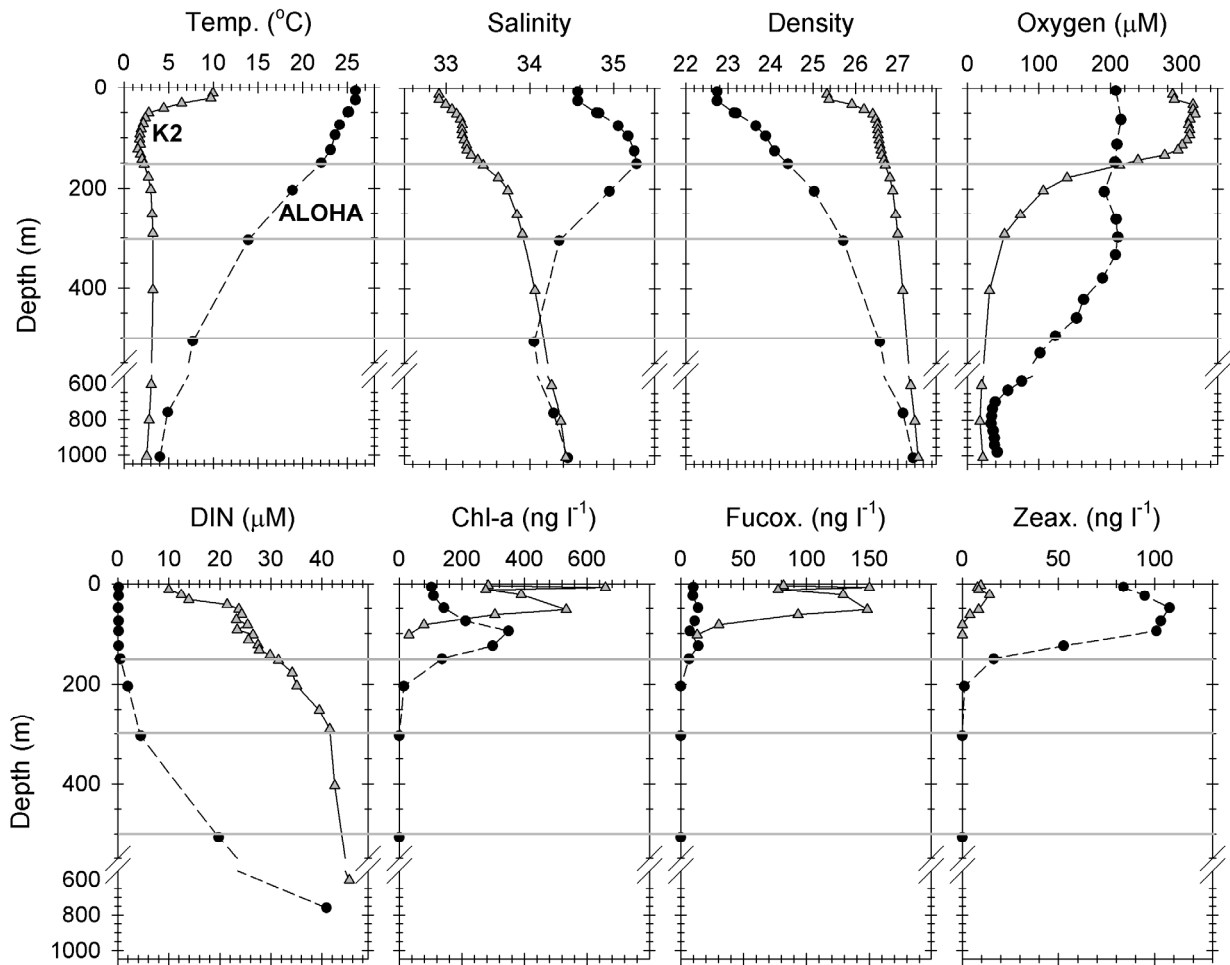 Temp. (°C)
Salinity
Density
Oxygen (µM)
0 5 10 15 20 25
33 34 35
22 23 24 25 26 27
0 100 200 300
Depth (m)
0
200
400
600
800
1000
K2
ALOHA
DIN (µM)
Chl-a (ng l⁻¹)
Fucox. (ng l⁻¹)
Zeax. (ng l⁻¹)
0 10 20 30 40
0 200 400 600
0 50 100 150
0 50 100
Depth (m)
0
200
400
600
800
1000